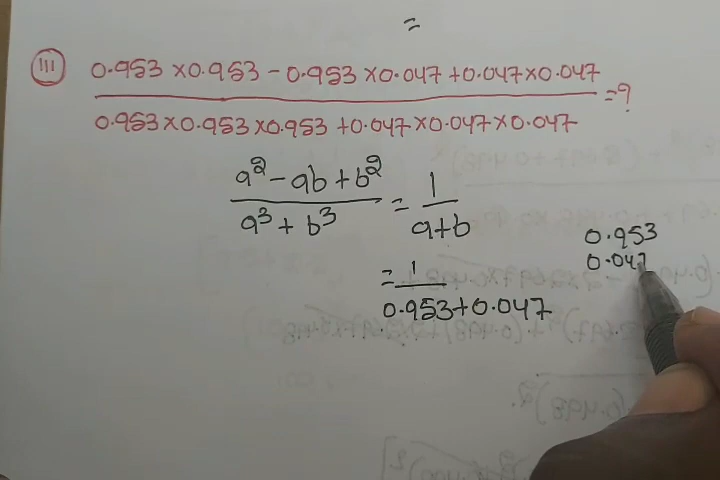 =
III 0.953 × 0.953 − 0.953 × 0.047 + 0.047 × 0.047 = ?
0.953 × 0.953 × 0.953 + 0.047 × 0.047 × 0.047
a² − ab + b² = 1
a³ + b³ a+b
= 1
0.953 + 0.047
0.953
0.047